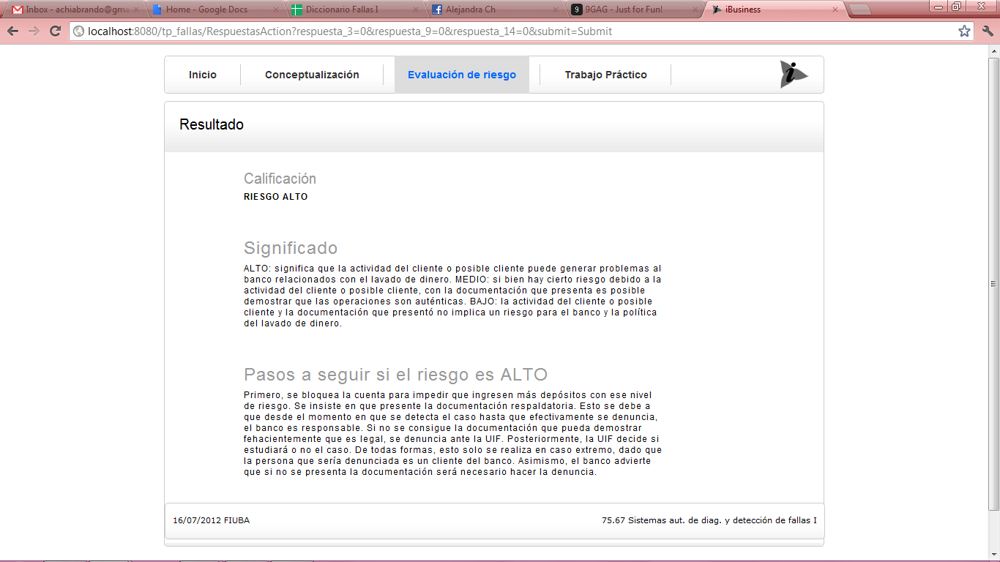 Inbox - achiabrando@gma
Home - Google Docs
Diccionario Fallas I
Alejandra Ch
9 9GAG - Just for Fun!
iBusiness
localhost:8080/tp_fallas/RespuestasAction?respuesta_3=0&respuesta_9=0&respuesta_14=0&submit=Submit
Inicio
Conceptualización
Evaluación de riesgo
Trabajo Práctico
i
Resultado
Calificación
RIESGO ALTO
Significado
ALTO: significa que la actividad del cliente o posible cliente puede generar problemas al
banco relacionados con el lavado de dinero. MEDIO: si bien hay cierto riesgo debido a la
actividad del cliente o posible cliente, con la documentación que presenta es posible
demostrar que las operaciones son auténticas. BAJO: la actividad del cliente o posible
cliente y la documentación que presentó no implica un riesgo para el banco y la política
del lavado de dinero.
Pasos a seguir si el riesgo es ALTO
Primero, se bloquea la cuenta para impedir que ingresen más depósitos con ese nivel
de riesgo. Se insiste en que presente la documentación respaldatoria. Esto se debe a
que desde el momento en que se detecta el caso hasta que efectivamente se denuncia,
el banco es responsable. Si no se consigue la documentación que pueda demostrar
fehacientemente que es legal, se denuncia ante la UIF. Posteriormente, la UIF decide si
estudiará o no el caso. De todas formas, esto solo se realiza en caso extremo, dado que
la persona que sería denunciada es un cliente del banco. Asimismo, el banco advierte
que si no se presenta la documentación será necesario hacer la denuncia.
16/07/2012 FIUBA
75.67 Sistemas aut. de diag. y detección de fallas I